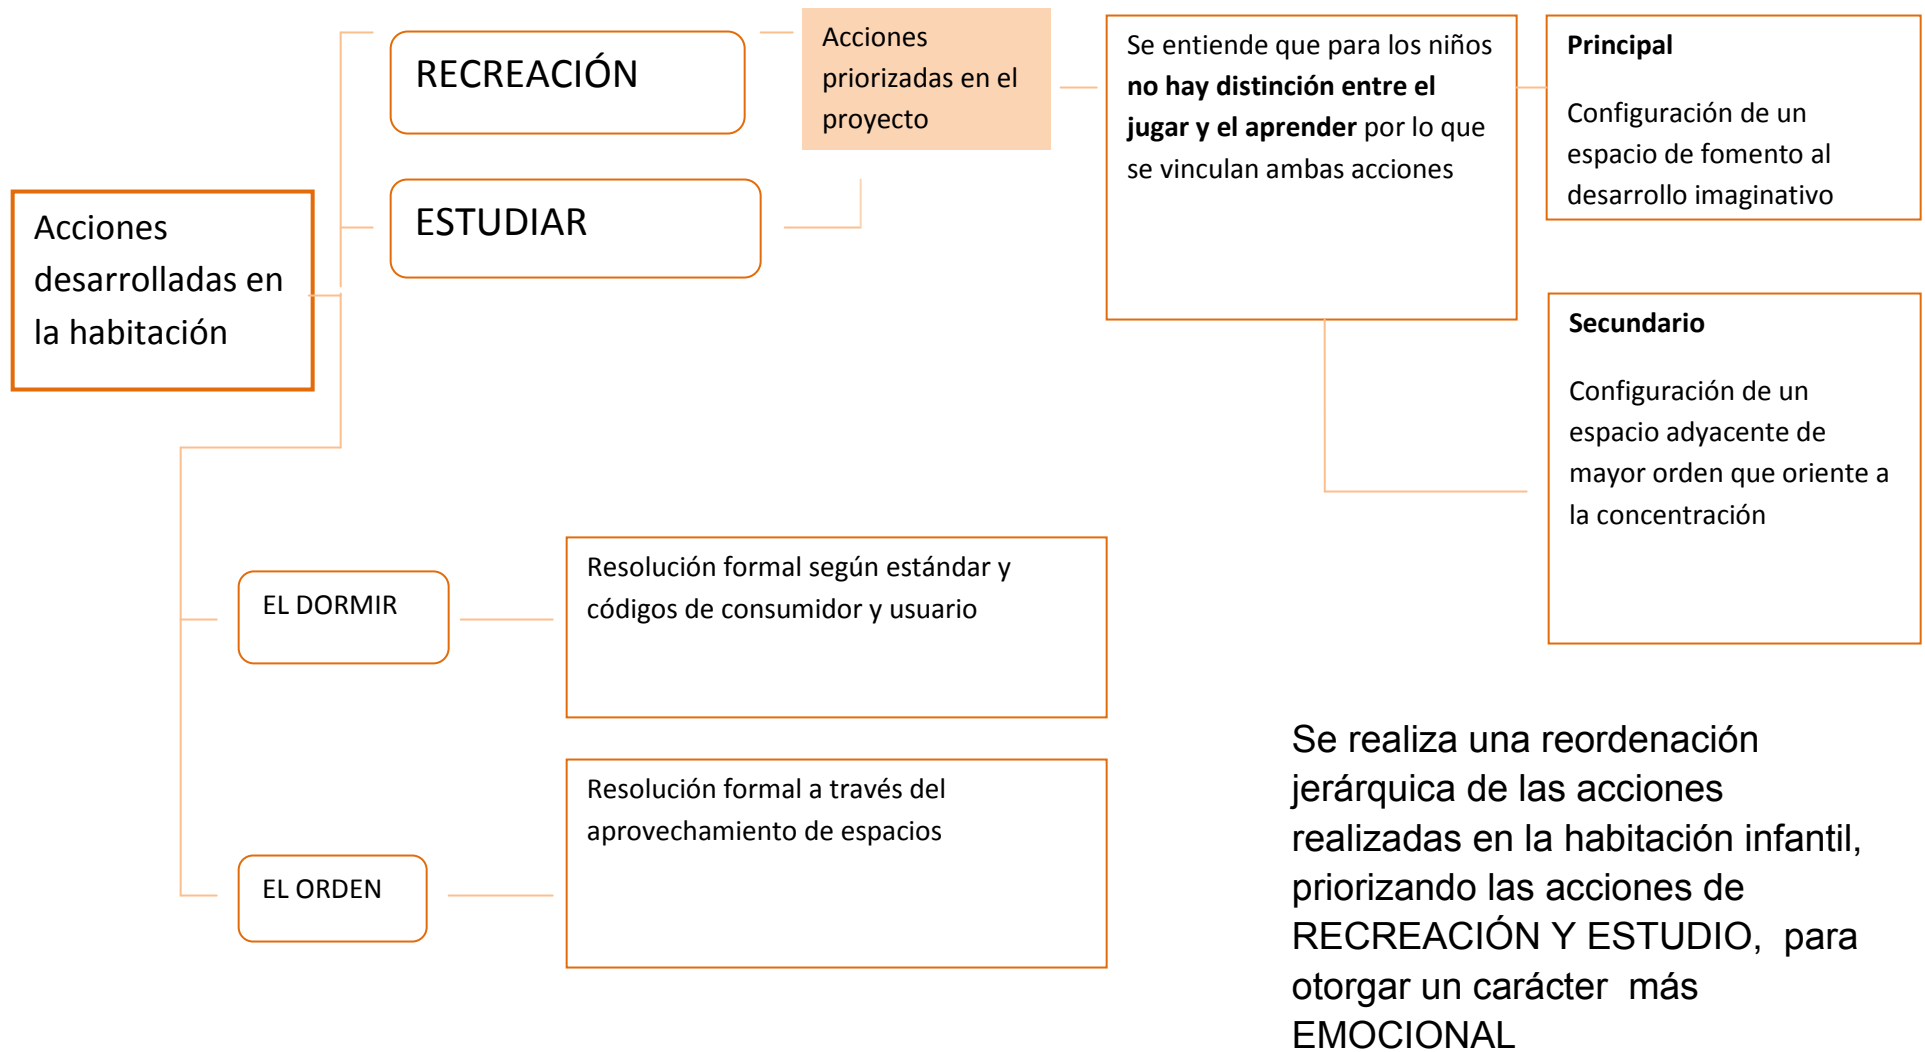 Acciones
desarrolladas en
la habitación
RECREACIÓN
ESTUDIAR
Acciones
priorizadas en el
proyecto
Se entiende que para los niños
no hay distinción entre el
jugar y el aprender por lo que
se vinculan ambas acciones
Principal
Configuración de un
espacio de fomento al
desarrollo imaginativo
Secundario
Configuración de un
espacio adyacente de
mayor orden que oriente a
la concentración
EL DORMIR
Resolución formal según estándar y
códigos de consumidor y usuario
EL ORDEN
Resolución formal a través del
aprovechamiento de espacios
Se realiza una reordenación
jerárquica de las acciones
realizadas en la habitación infantil,
priorizando las acciones de
RECREACIÓN Y ESTUDIO, para
otorgar un carácter más
EMOCIONAL